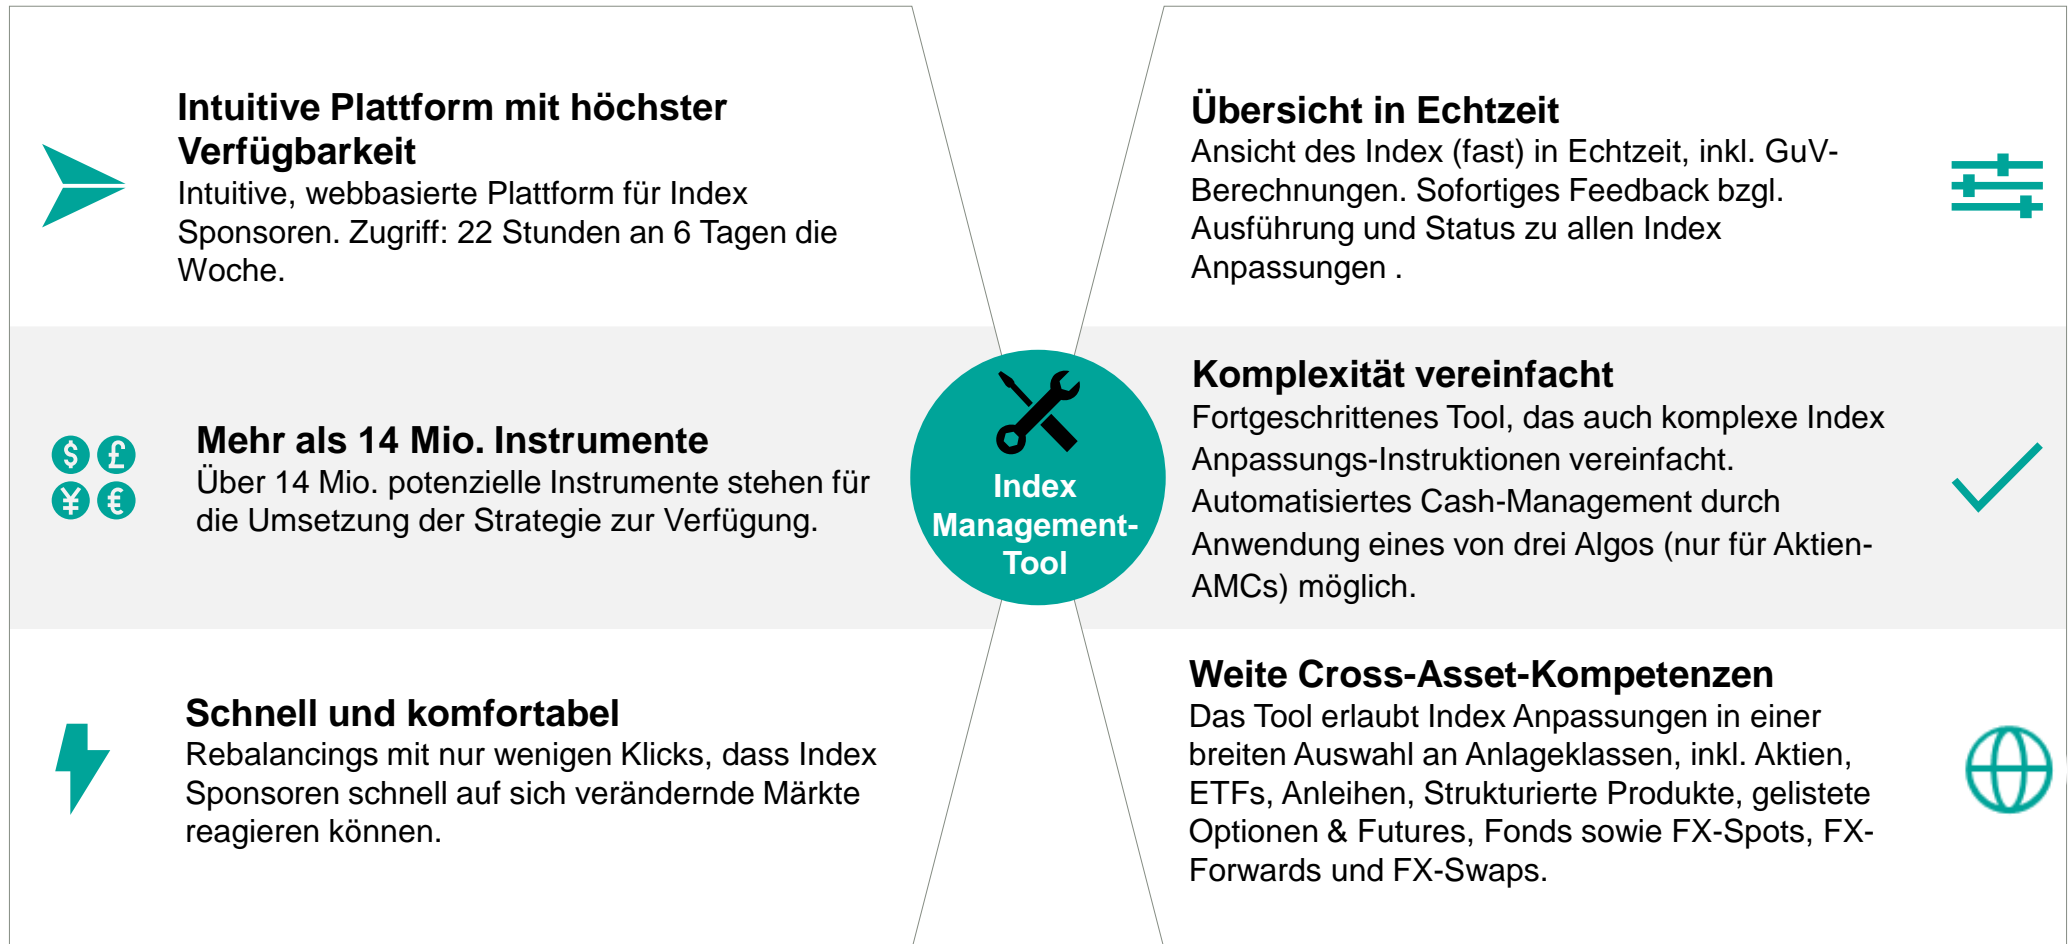 Intuitive Plattform mit höchster
Verfügbarkeit
Intuitive, webbasierte Plattform für Index
Sponsoren. Zugriff: 22 Stunden an 6 Tagen die
Woche.
Mehr als 14 Mio. Instrumente
Über 14 Mio. potenzielle Instrumente stehen für
die Umsetzung der Strategie zur Verfügung.
$ £
¥ €
Schnell und komfortabel
Rebalancings mit nur wenigen Klicks, dass Index
Sponsoren schnell auf sich verändernde Märkte
reagieren können.
Index
Management-
Tool
Übersicht in Echtzeit
Ansicht des Index (fast) in Echtzeit, inkl. GuV-
Berechnungen. Sofortiges Feedback bzgl.
Ausführung und Status zu allen Index
Anpassungen .
Komplexität vereinfacht
Fortgeschrittenes Tool, das auch komplexe Index
Anpassungs-Instruktionen vereinfacht.
Automatisiertes Cash-Management durch
Anwendung eines von drei Algos (nur für Aktien-
AMCs) möglich.
Weite Cross-Asset-Kompetenzen
Das Tool erlaubt Index Anpassungen in einer
breiten Auswahl an Anlageklassen, inkl. Aktien,
ETFs, Anleihen, Strukturierte Produkte, gelistete
Optionen & Futures, Fonds sowie FX-Spots, FX-
Forwards und FX-Swaps.